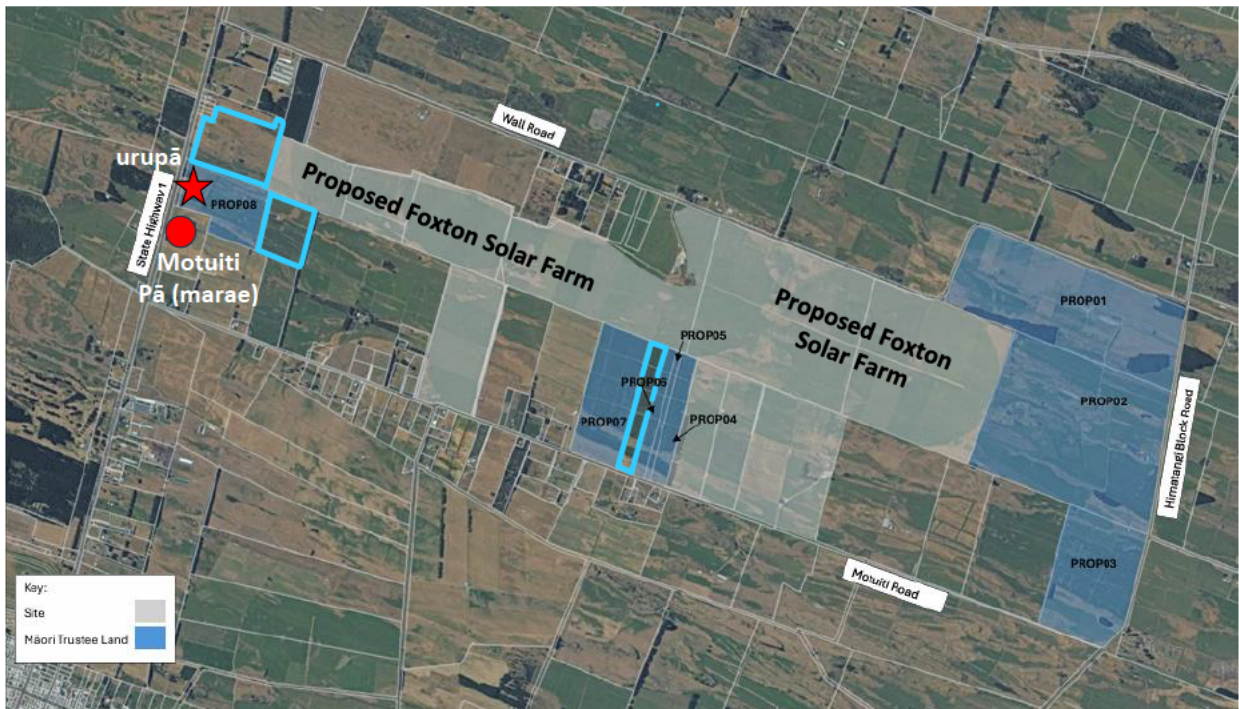 Wall Road
urupā
State Highway 1
PROP08
Motuiti
Pā (marae)
Proposed Foxton Solar Farm
Proposed Foxton
Solar Farm
PROP01
PROP02
PROP03
PROP05
PROP06
PROP07
PROP04
Himatangi Block Road
Motuiti Road
Key:
Site
Māori Trustee Land